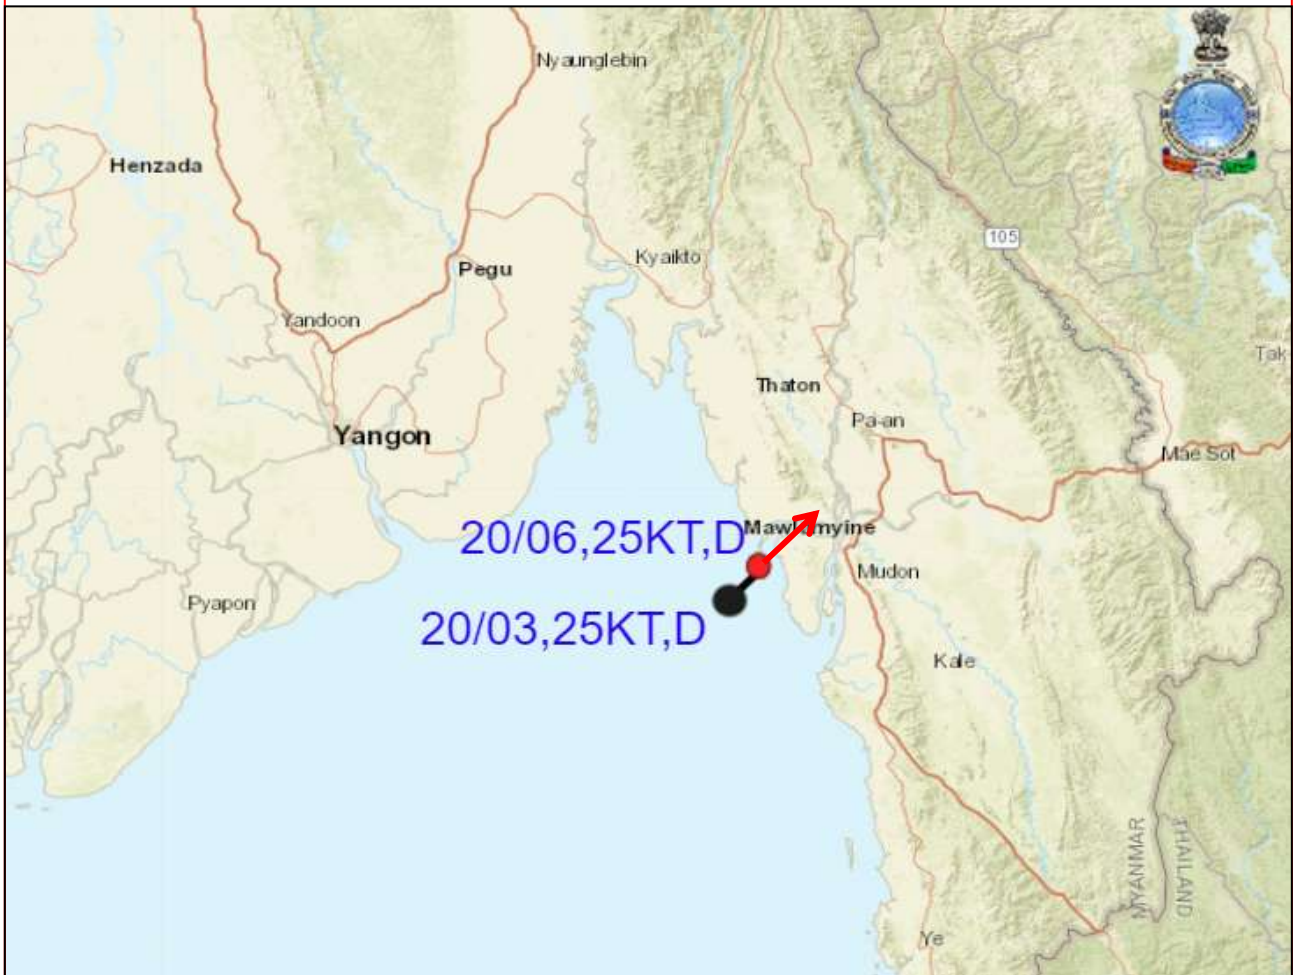 Nyaunglebin
Henzada
105
Kyaikto
Pegu
Yandoon
Tak
Thaton
Pa-an
Yangon
Mae Sot
20/06,25KT,D
Mawlamyine
Mudon
Pyapon
20/03,25KT,D
Kale
MYANMAR
THAILAND
Ye